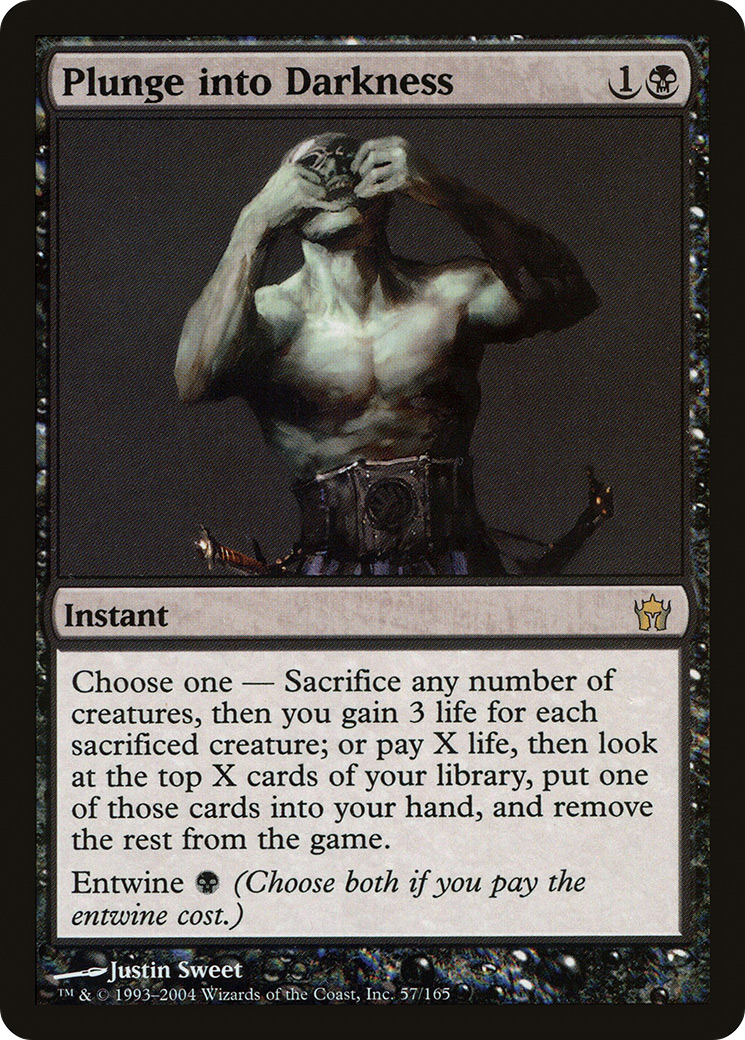 Plunge into Darkness 1
Instant
Choose one — Sacrifice any number of
creatures, then you gain 3 life for each
sacrificed creature; or pay X life, then look
at the top X cards of your library, put one
of those cards into your hand, and remove
the rest from the game.
Entwine (Choose both if you pay the
entwine cost.)
Justin Sweet
™ & © 1993–2004 Wizards of the Coast, Inc. 57/165